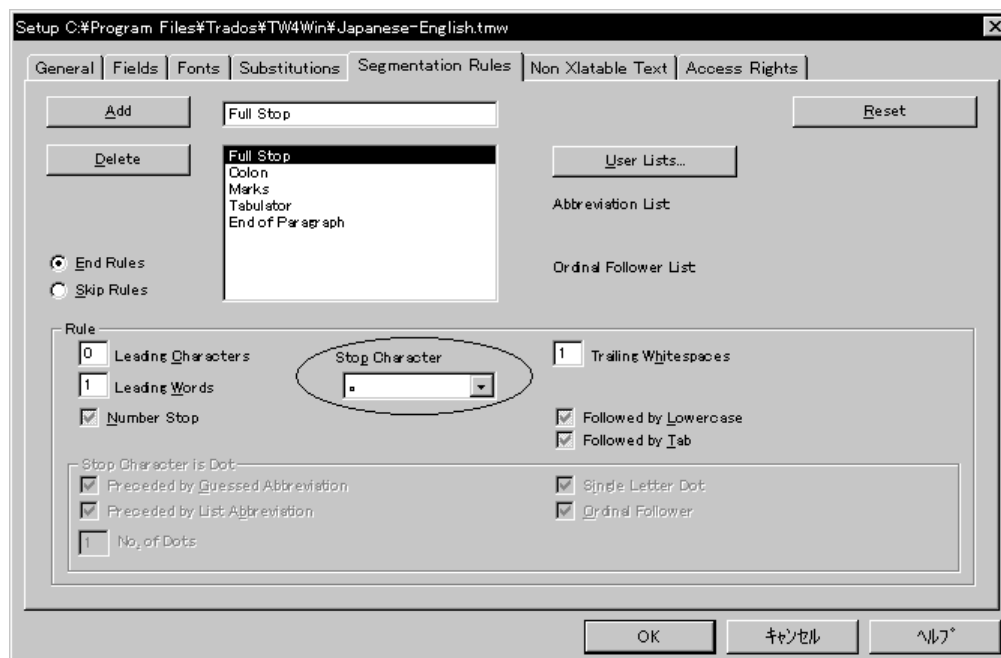 Setup C:¥Program Files¥Trados¥TW4Win¥Japanese-English.tmw
General Fields Fonts Substitutions Segmentation Rules Non Xlatable Text Access Rights
Add Full Stop Reset
Delete Full Stop User Lists...
Colon
Marks
Tabulator
End of Paragraph
Abbreviation List
End Rules
Skip Rules
Ordinal Follower List
Rule
0 Leading Characters Stop Character 1 Trailing Whitespaces
1 Leading Words 。
Number Stop Followed by Lowercase
Followed by Tab
Stop Character is Dot
Preceded by Guessed Abbreviation Single Letter Dot
Preceded by List Abbreviation Ordinal Follower
1 No. of Dots
OK ｷｬﾝｾﾙ ﾍﾙﾌﾟ